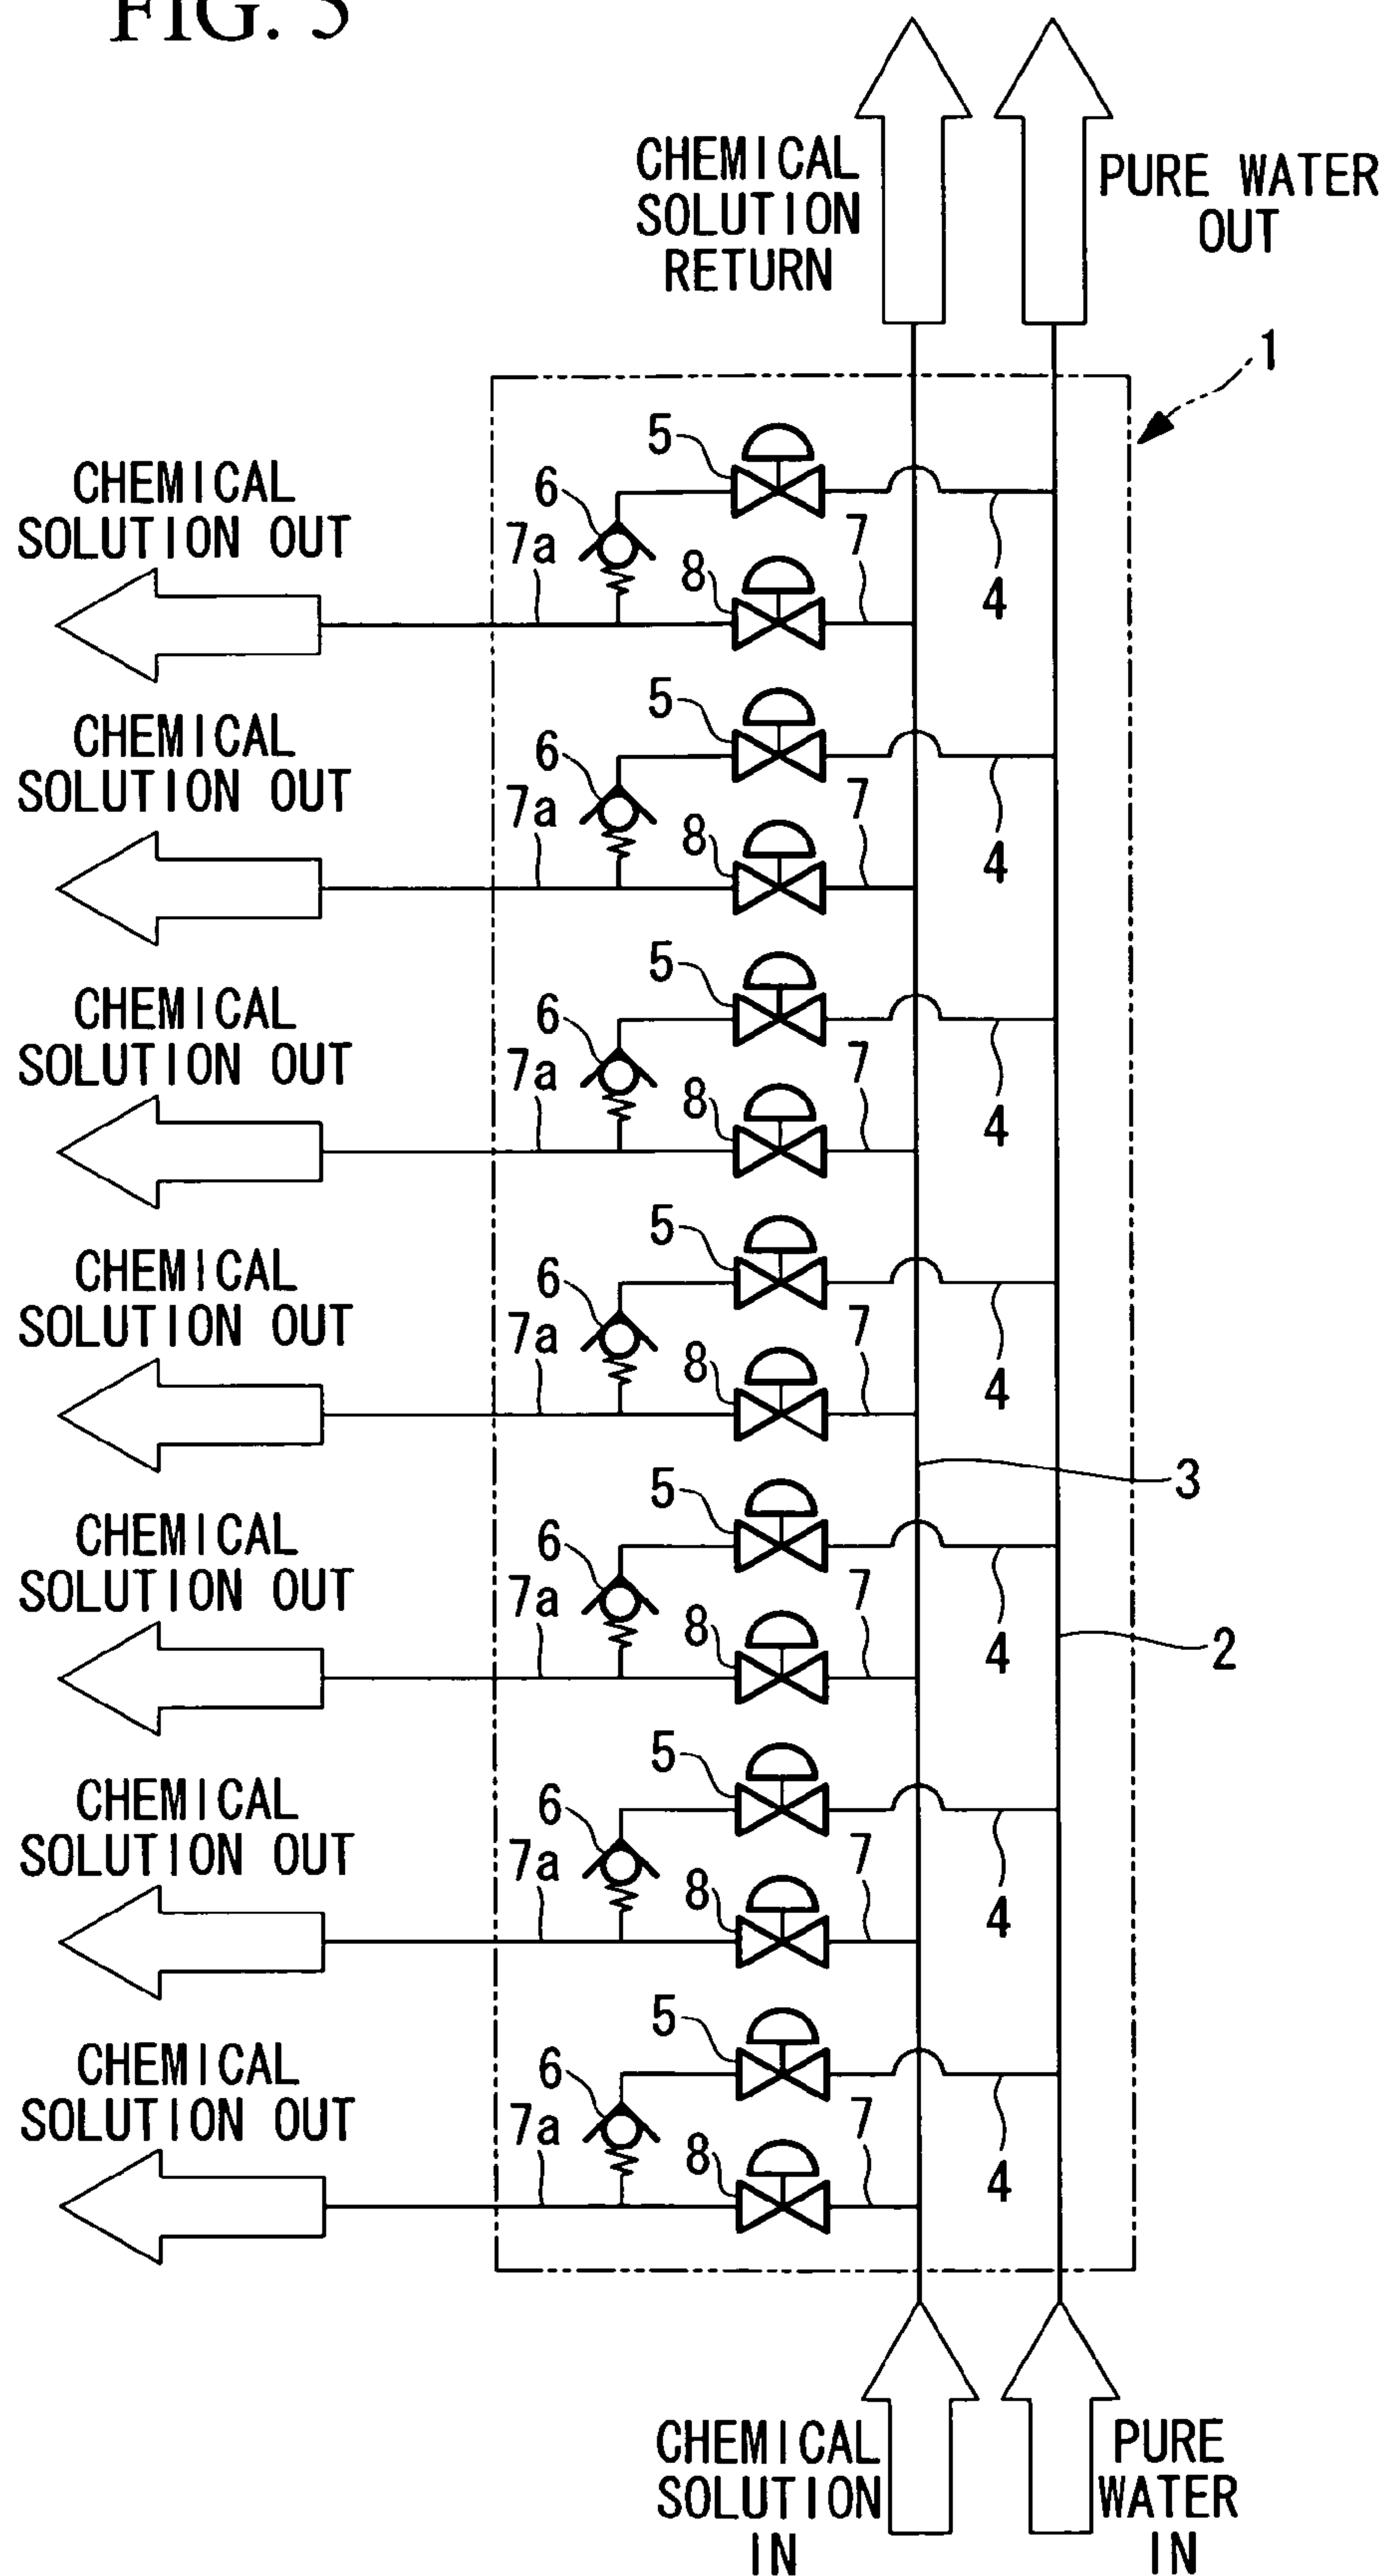 FIG. 5
CHEMICAL
SOLUTION
RETURN
PURE WATER
OUT
1
CHEMICAL
SOLUTION OUT
5
6
7a
8
7
4
CHEMICAL
SOLUTION OUT
5
6
7a
8
7
4
CHEMICAL
SOLUTION OUT
5
6
7a
8
7
4
CHEMICAL
SOLUTION OUT
5
6
7a
8
7
4
3
CHEMICAL
SOLUTION OUT
5
6
7a
8
7
4
2
CHEMICAL
SOLUTION OUT
5
6
7a
8
7
4
CHEMICAL
SOLUTION OUT
5
6
7a
8
7
4
CHEMICAL
SOLUTION
IN
PURE
WATER
IN